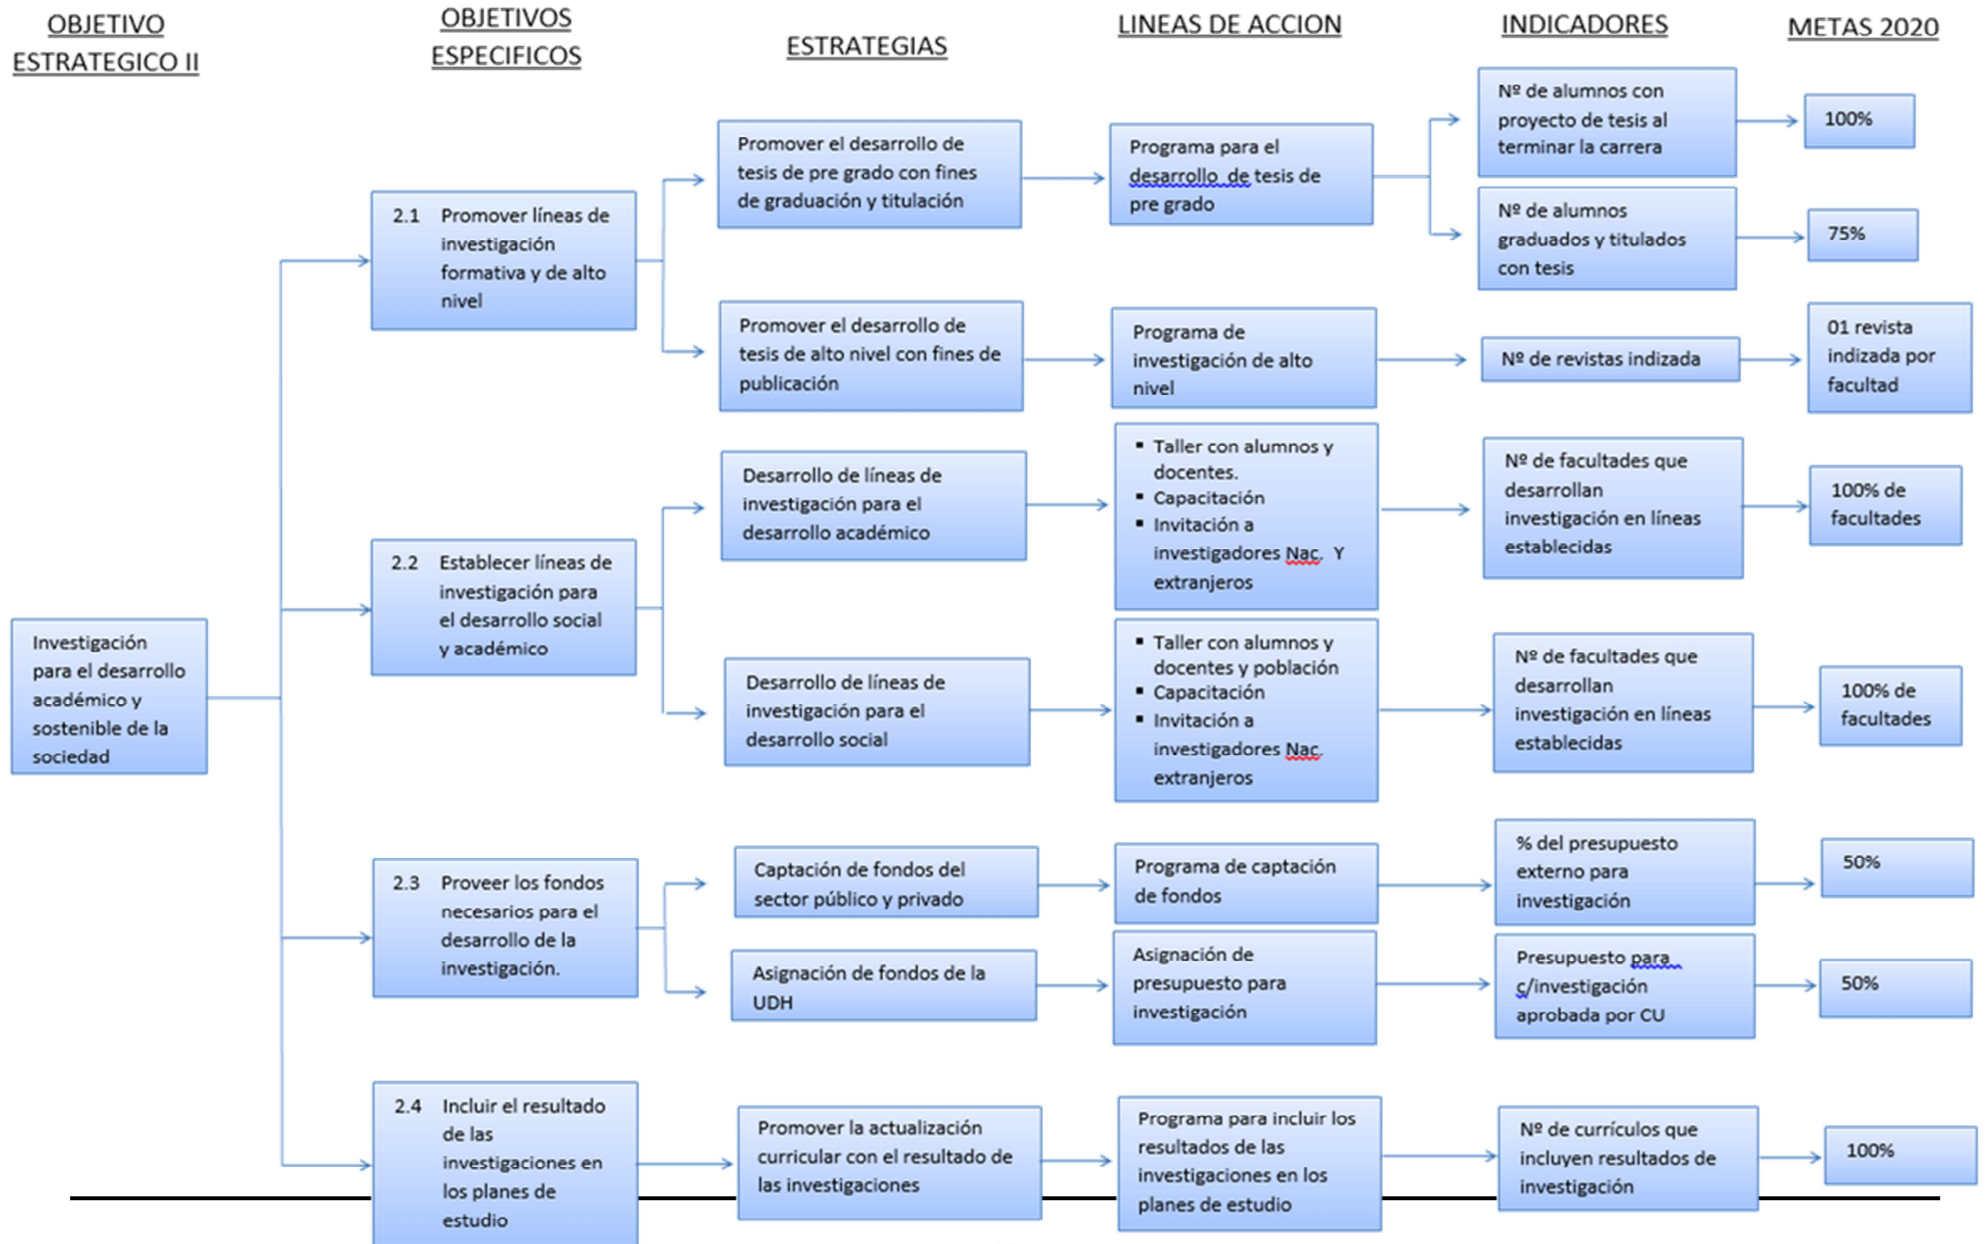 OBJETIVO
ESTRATEGICO II
OBJETIVOS
ESPECIFICOS
ESTRATEGIAS
LINEAS DE ACCION
INDICADORES
METAS 2020
Investigación
para el desarrollo
académico y
sostenible de la
sociedad
2.1 Promover líneas de
investigación
formativa y de alto
nivel
Promover el desarrollo de
tesis de pre grado con fines
de graduación y titulación
Programa para el
desarrollo de tesis de
pre grado
Nº de alumnos con
proyecto de tesis al
terminar la carrera
100%
Nº de alumnos
graduados y titulados
con tesis
75%
Promover el desarrollo de
tesis de alto nivel con fines de
publicación
Programa de
investigación de alto
nivel
Nº de revistas indizada
01 revista
indizada por
facultad
2.2 Establecer líneas de
investigación para
el desarrollo social
y académico
Desarrollo de líneas de
investigación para el
desarrollo académico
▪ Taller con alumnos y
docentes.
▪ Capacitación
▪ Invitación a
investigadores Nac. Y
extranjeros
Nº de facultades que
desarrollan
investigación en líneas
establecidas
100% de
facultades
Desarrollo de líneas de
investigación para el
desarrollo social
▪ Taller con alumnos y
docentes y población
▪ Capacitación
▪ Invitación a
investigadores Nac.
extranjeros
Nº de facultades que
desarrollan
investigación en líneas
establecidas
100% de
facultades
2.3 Proveer los fondos
necesarios para el
desarrollo de la
investigación.
Captación de fondos del
sector público y privado
Programa de captación
de fondos
% del presupuesto
externo para
investigación
50%
Asignación de fondos de la
UDH
Asignación de
presupuesto para
investigación
Presupuesto para
c/investigación
aprobada por CU
50%
2.4 Incluir el resultado
de las
investigaciones en
los planes de
estudio
Promover la actualización
curricular con el resultado de
las investigaciones
Programa para incluir los
resultados de las
investigaciones en los
planes de estudio
Nº de currículos que
incluyen resultados de
investigación
100%